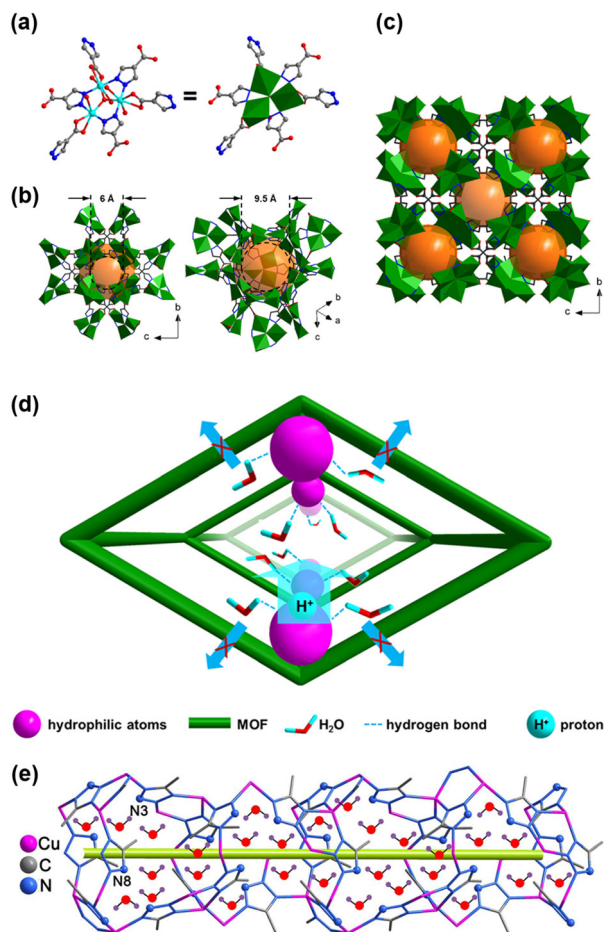 (a)
=
(b)
6 Å
9.5 Å
b
c
b
a
c
(c)
b
c
(d)
H+
hydrophilic atoms
MOF
H₂O
hydrogen bond
H+
proton
(e)
N3
Cu
C
N
N8